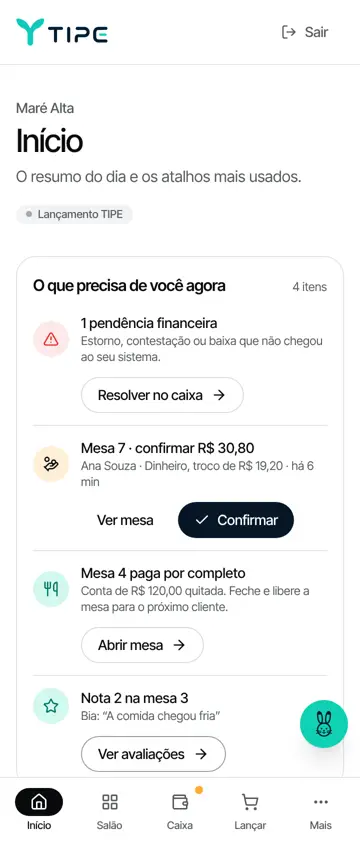 TIPE
Sair
Maré Alta
Início
O resumo do dia e os atalhos mais usados.
Lançamento TIPE
O que precisa de você agora
4 itens
1 pendência financeira
Estorno, contestação ou baixa que não chegou
ao seu sistema.
Resolver no caixa
Mesa 7 · confirmar R$ 30,80
Ana Souza · Dinheiro, troco de R$ 19,20 · há 6
min
Ver mesa
Confirmar
Mesa 4 paga por completo
Conta de R$ 120,00 quitada. Feche e libere a
mesa para o próximo cliente.
Abrir mesa
Nota 2 na mesa 3
Bia: “A comida chegou fria”
Ver avaliações
Início
Salão
Caixa
Lançar
Mais